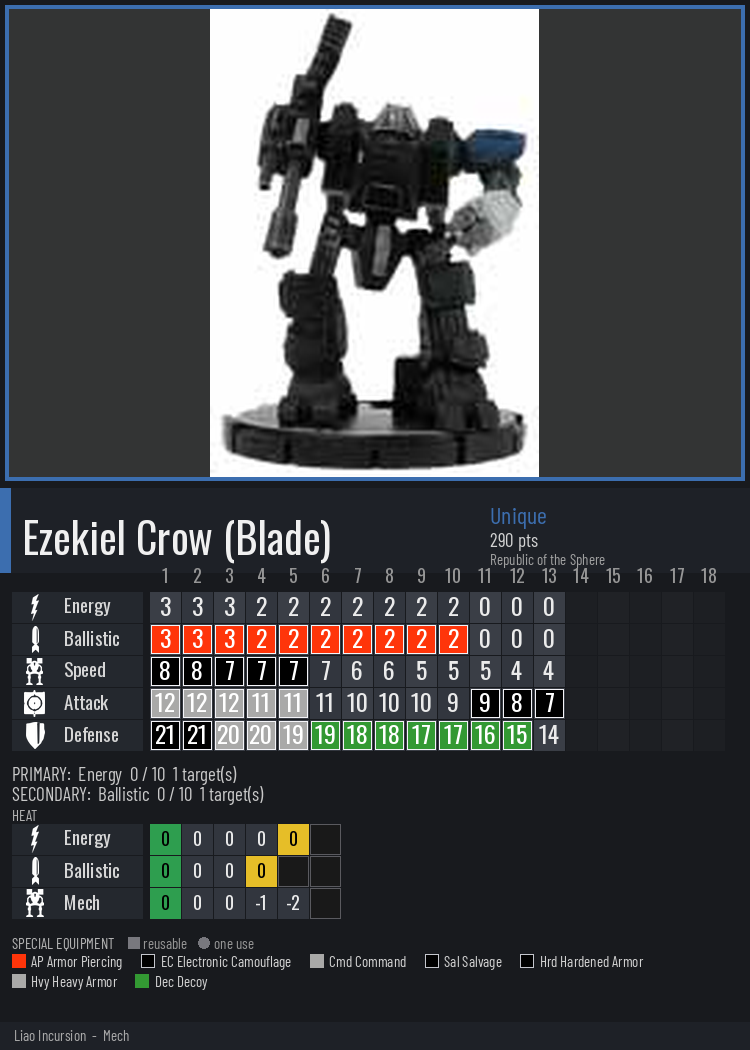 Ezekiel Crow (Blade)
Unique
290 pts
Republic of the Sphere
1 2 3 4 5 6 7 8 9 10 11 12 13 14 15 16 17 18
Energy 3 3 3 2 2 2 2 2 2 2 0 0 0
Ballistic 3 3 3 2 2 2 2 2 2 2 0 0 0
Speed 8 8 7 7 7 7 6 6 5 5 5 4 4
Attack 12 12 12 11 11 11 10 10 10 9 9 8 7
Defense 21 21 20 20 19 19 18 18 17 17 16 15 14
PRIMARY: Energy 0 / 10 1 target(s)
SECONDARY: Ballistic 0 / 10 1 target(s)
HEAT
Energy 0 0 0 0 0
Ballistic 0 0 0 0
Mech 0 0 0 -1 -2
SPECIAL EQUIPMENT reusable one use
AP Armor Piercing EC Electronic Camouflage Cmd Command Sal Salvage Hrd Hardened Armor
Hvy Heavy Armor Dec Decoy
Liao Incursion - Mech